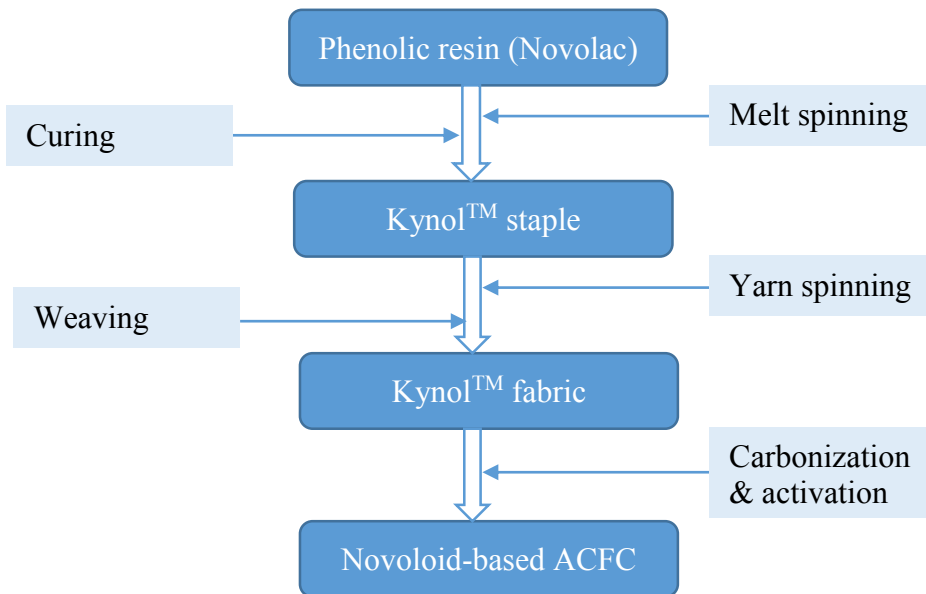 Phenolic resin (Novolac)
Melt spinning
Curing
Kynol™ staple
Yarn spinning
Weaving
Kynol™ fabric
Carbonization
& activation
Novoloid-based ACFC